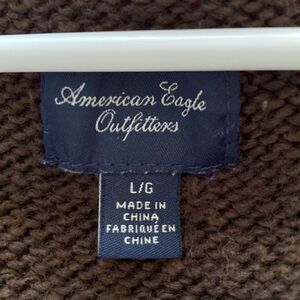 American Eagle
Outfitters
L/G
MADE IN
CHINA
FABRIQUÉ EN
CHINE